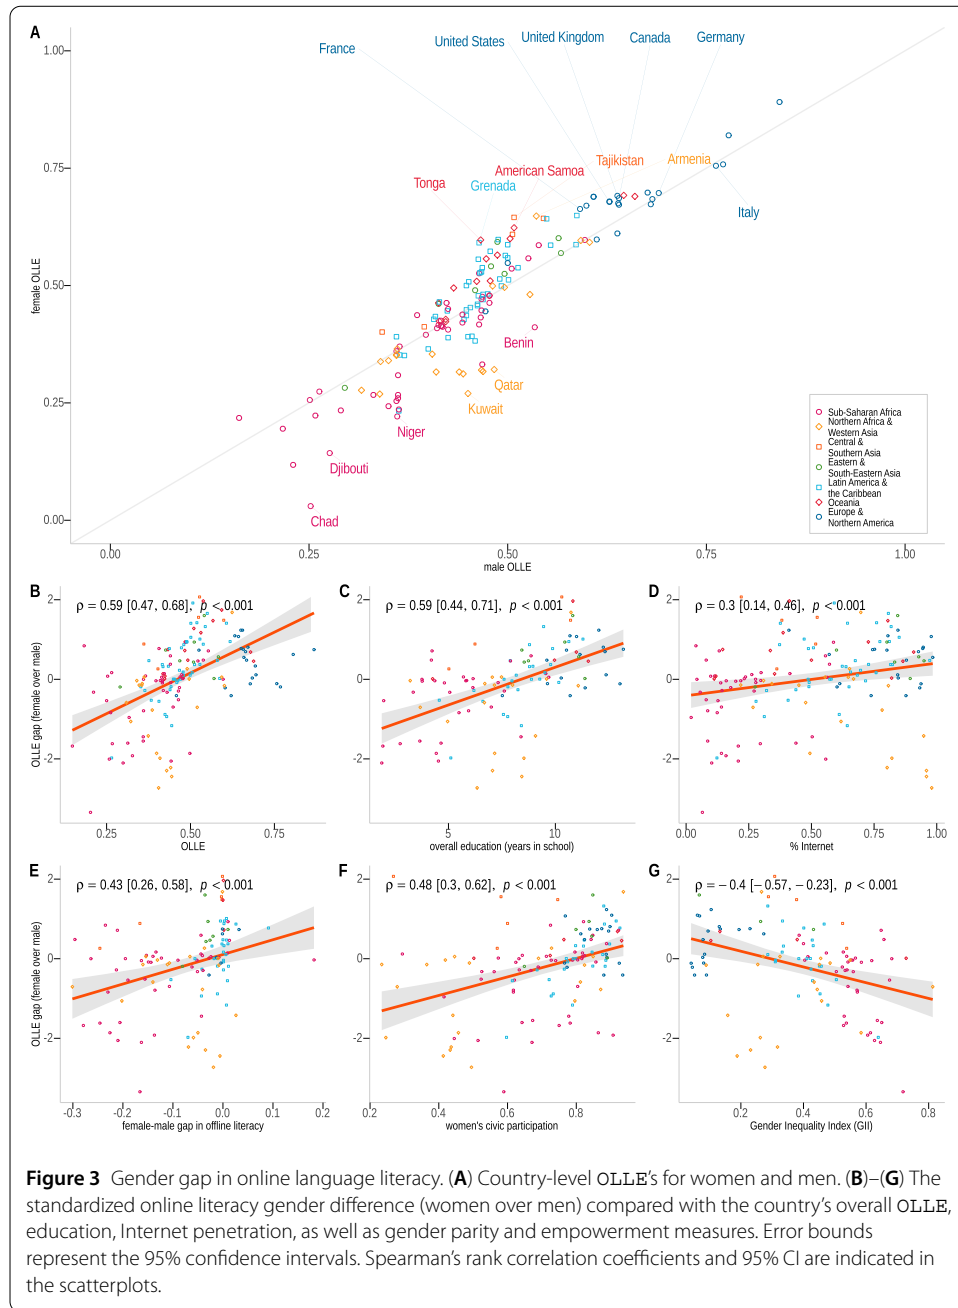 A
France
United States
United Kingdom
Canada
Germany
1.00
0.75
0.50
0.25
0.00
female OLLE
Tajikistan
Armenia
American Samoa
Tonga
Grenada
Italy
Benin
Qatar
Kuwait
Niger
Djibouti
Chad
Sub-Saharan Africa
Northern Africa &
Western Asia
Central &
Southern Asia
Eastern &
South-Eastern Asia
Latin America &
the Caribbean
Oceania
Europe &
Northern America
0.00 0.25 0.50 0.75 1.00
male OLLE
B
ρ = 0.59 [0.47, 0.68], p < 0.001
2
0
-2
OLLE gap (female over male)
0.25 0.50 0.75
OLLE
C
ρ = 0.59 [0.44, 0.71], p < 0.001
2
0
-2
5 10
overall education (years in school)
D
ρ = 0.3 [0.14, 0.46], p < 0.001
2
0
-2
0.00 0.25 0.50 0.75 1.00
% Internet
E
ρ = 0.43 [0.26, 0.58], p < 0.001
2
0
-2
OLLE gap (female over male)
-0.3 -0.2 -0.1 0.0 0.1 0.2
female-male gap in offline literacy
F
ρ = 0.48 [0.3, 0.62], p < 0.001
2
0
-2
0.2 0.4 0.6 0.8
women's civic participation
G
ρ = −0.4 [−0.57, −0.23], p < 0.001
2
0
-2
0.2 0.4 0.6 0.8
Gender Inequality Index (GII)
Figure 3 Gender gap in online language literacy. (A) Country-level OLLE's for women and men. (B)–(G) The
standardized online literacy gender difference (women over men) compared with the country's overall OLLE,
education, Internet penetration, as well as gender parity and empowerment measures. Error bounds
represent the 95% confidence intervals. Spearman's rank correlation coefficients and 95% CI are indicated in
the scatterplots.